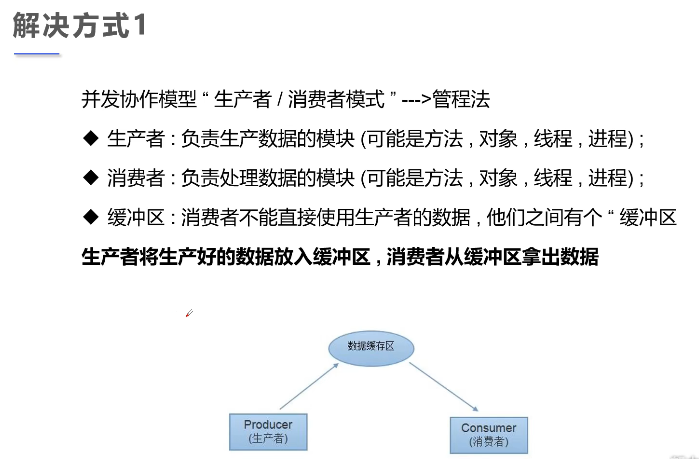 解决方式1
并发协作模型 “ 生产者 / 消费者模式 ” --->管程法
◆ 生产者 : 负责生产数据的模块 (可能是方法 , 对象 , 线程 , 进程) ;
◆ 消费者 : 负责处理数据的模块 (可能是方法 , 对象 , 线程 , 进程) ;
◆ 缓冲区 : 消费者不能直接使用生产者的数据 , 他们之间有个 “ 缓冲区
生产者将生产好的数据放入缓冲区 , 消费者从缓冲区拿出数据
数据缓存区
Producer
(生产者)
Consumer
(消费者)